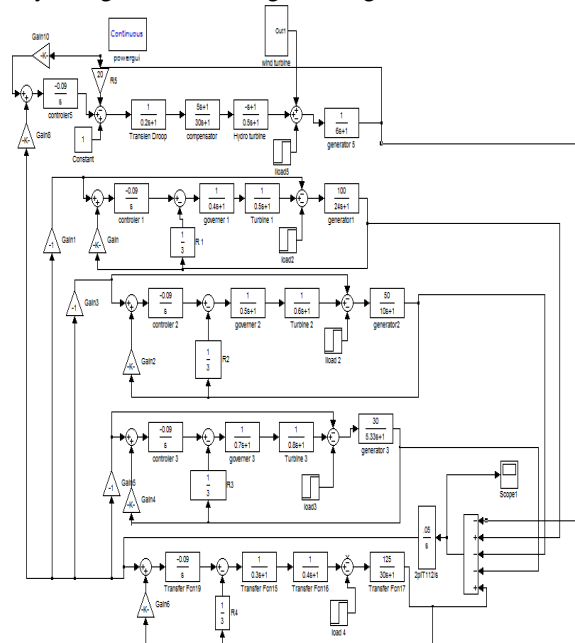 Gain10
-K-
Continuous
powergui
20
R5
Out1
wind turbine
-0.09
s
controler5
-K-
Gain8
1
Constant
1
0.2s+1
Transien Droop
5s+1
30s+1
compensator
-s+1
0.5s+1
Hydro turbine
lload5
1
6s+1
generator 5
-1
Gain1
-0.09
s
controler 1
-K-
Gain
1
3
R 1
1
0.4s+1
governer 1
1
0.5s+1
Turbine 1
load2
100
24s+1
generator1
-1
Gain3
-0.09
s
controler 2
-K-
Gain2
1
3
R2
1
0.5s+1
governer 2
1
0.6s+1
Turbine 2
lload 2
50
10s+1
generator2
-1
Gain5
-0.09
s
controler 3
-K-
Gain4
1
3
R3
1
0.7s+1
governer 3
1
0.8s+1
Turbine 3
load3
30
5.33s+1
generator 3
Scope1
.05
s
2piT112/s
-0.09
s
Transfer Fcn19
-K-
Gain6
1
3
R4
1
0.3s+1
Transfer Fcn15
1
0.4s+1
Transfer Fcn16
load 4
125
30s+1
Transfer Fcn17